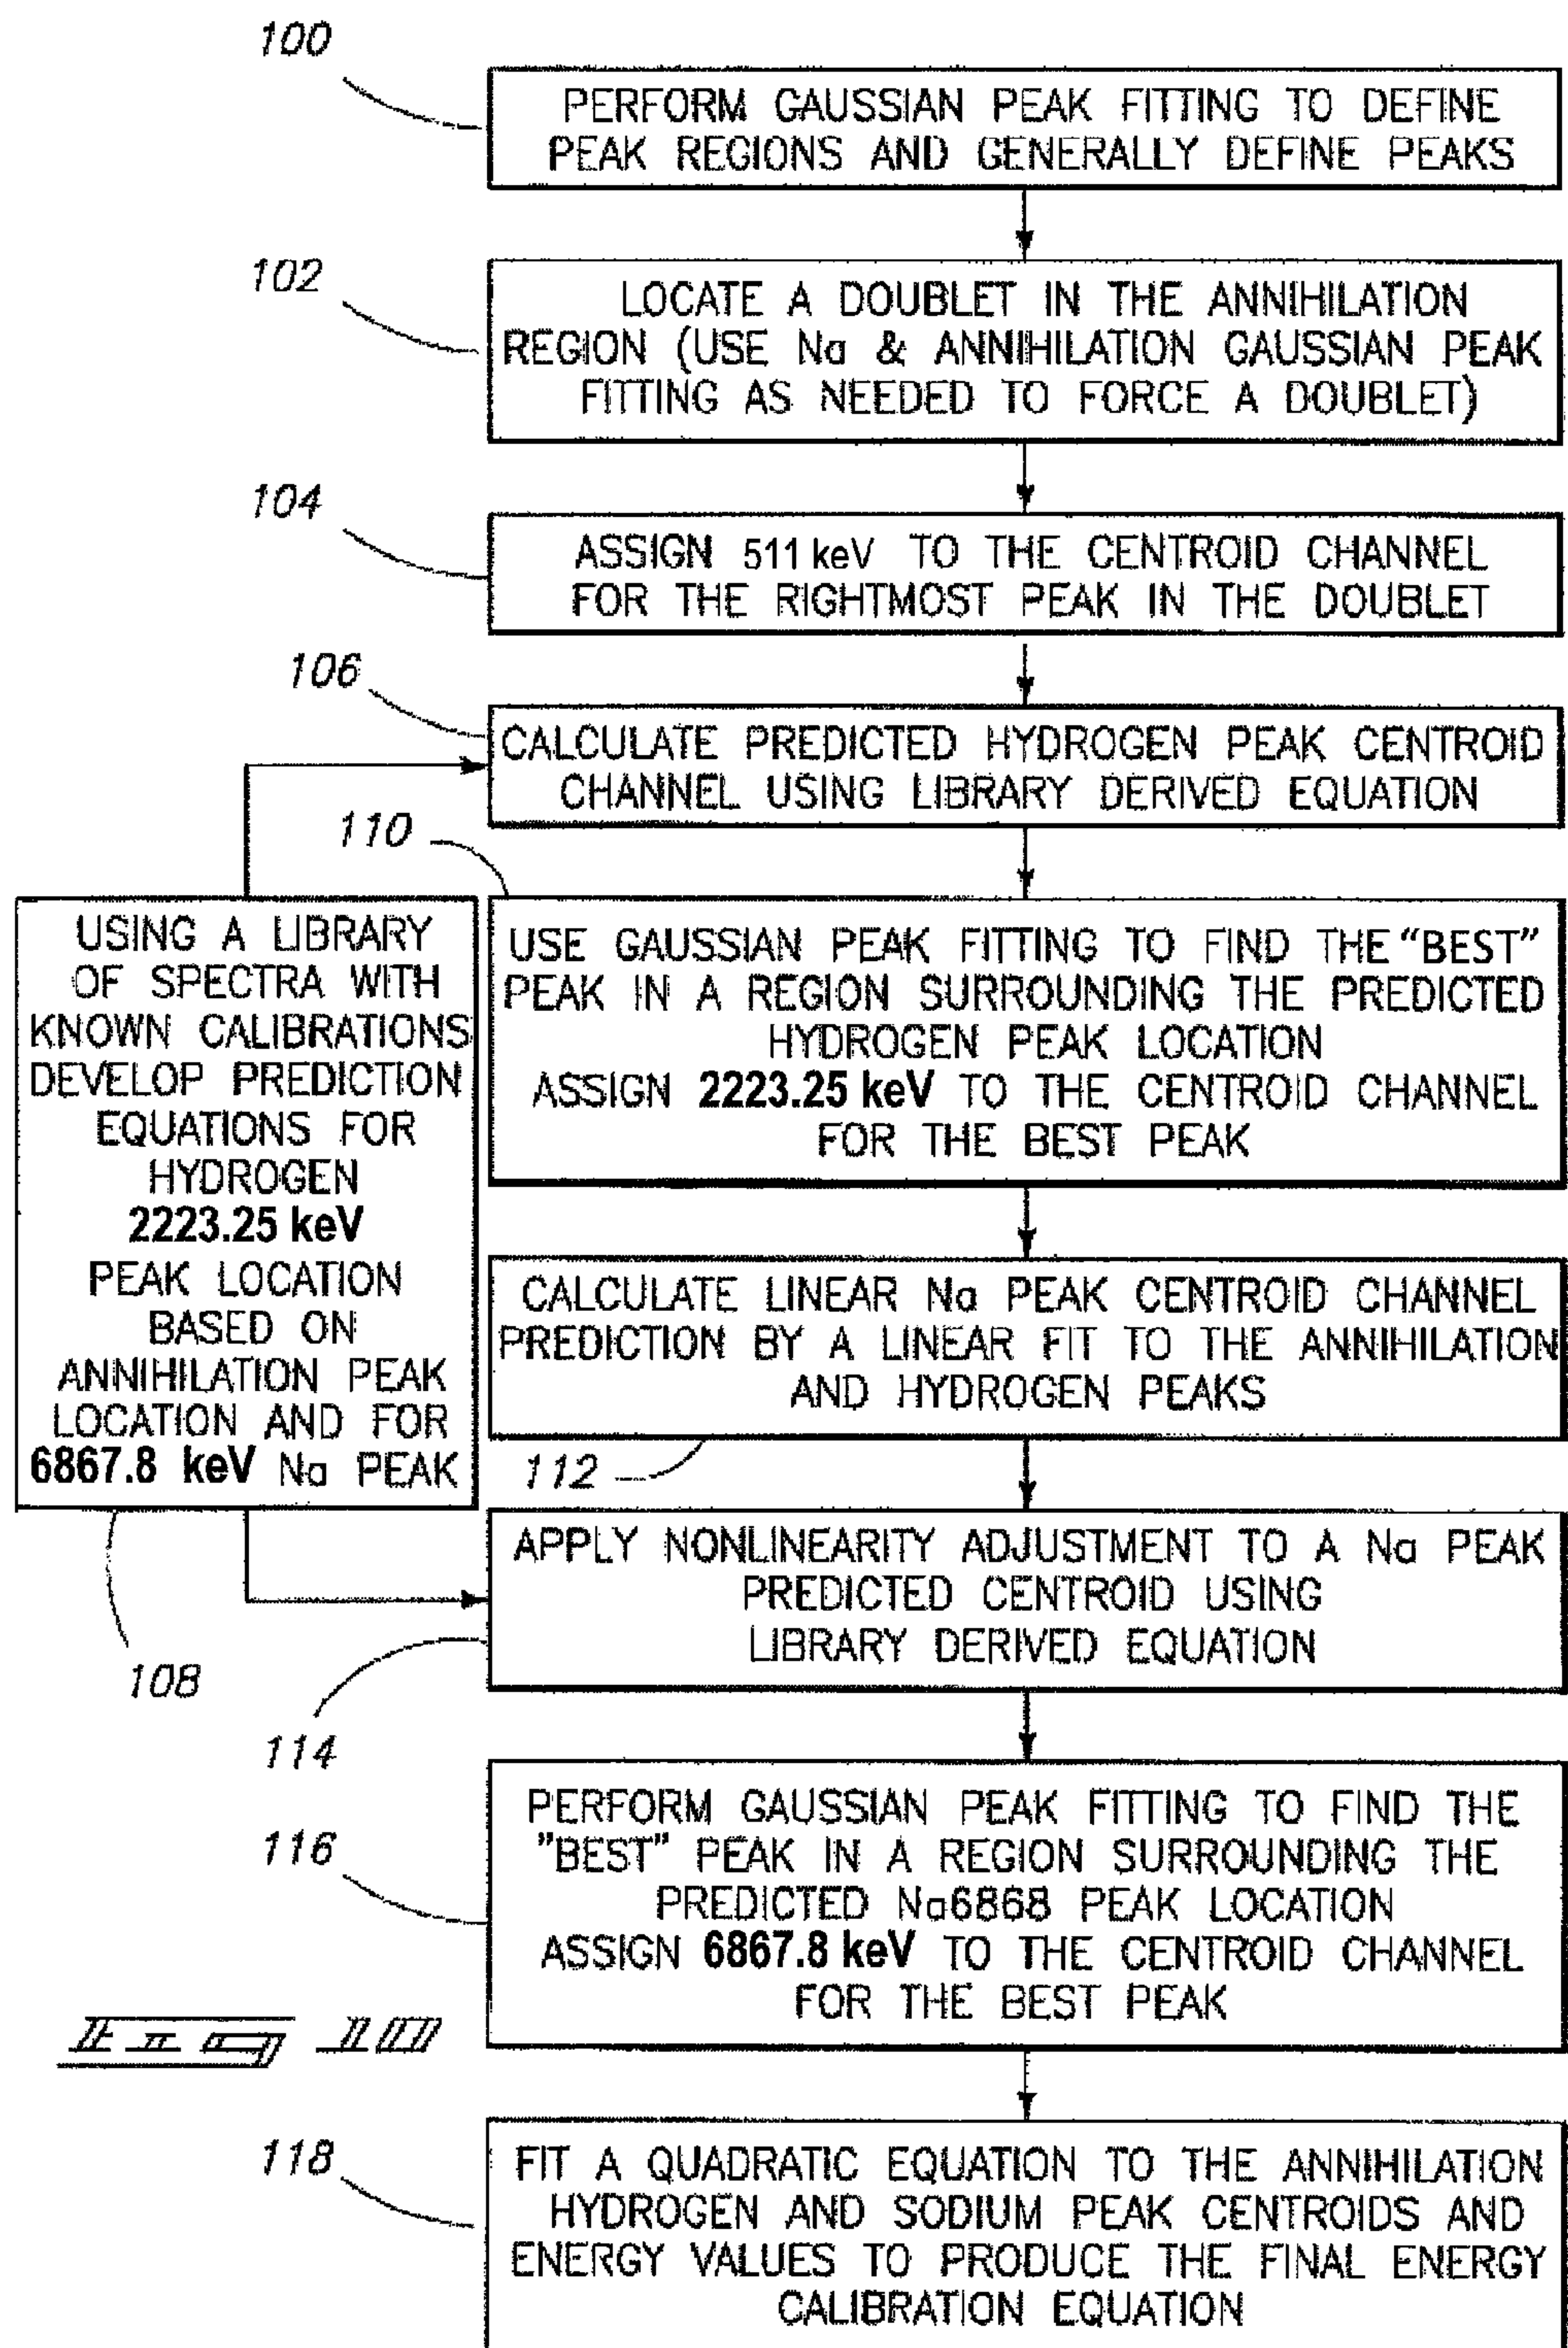 100
PERFORM GAUSSIAN PEAK FITTING TO DEFINE
PEAK REGIONS AND GENERALLY DEFINE PEAKS
102
LOCATE A DOUBLET IN THE ANNIHILATION
REGION (USE Na & ANNIHILATION GAUSSIAN PEAK
FITTING AS NEEDED TO FORCE A DOUBLET)
104
ASSIGN 511 keV TO THE CENTROID CHANNEL
FOR THE RIGHTMOST PEAK IN THE DOUBLET
106
CALCULATE PREDICTED HYDROGEN PEAK CENTROID
CHANNEL USING LIBRARY DERIVED EQUATION
110
USING A LIBRARY
OF SPECTRA WITH
KNOWN CALIBRATIONS
DEVELOP PREDICTION
EQUATIONS FOR
HYDROGEN
2223.25 keV
PEAK LOCATION
BASED ON
ANNIHILATION PEAK
LOCATION AND FOR
6867.8 keV Na PEAK
108
USE GAUSSIAN PEAK FITTING TO FIND THE "BEST"
PEAK IN A REGION SURROUNDING THE PREDICTED
HYDROGEN PEAK LOCATION
ASSIGN 2223.25 keV TO THE CENTROID CHANNEL
FOR THE BEST PEAK
CALCULATE LINEAR Na PEAK CENTROID CHANNEL
PREDICTION BY A LINEAR FIT TO THE ANNIHILATION
AND HYDROGEN PEAKS
112
APPLY NONLINEARITY ADJUSTMENT TO A Na PEAK
PREDICTED CENTROID USING
LIBRARY DERIVED EQUATION
114
PERFORM GAUSSIAN PEAK FITTING TO FIND THE
"BEST" PEAK IN A REGION SURROUNDING THE
PREDICTED Na6868 PEAK LOCATION
ASSIGN 6867.8 keV TO THE CENTROID CHANNEL
FOR THE BEST PEAK
116
Fig 10
118
FIT A QUADRATIC EQUATION TO THE ANNIHILATION
HYDROGEN AND SODIUM PEAK CENTROIDS AND
ENERGY VALUES TO PRODUCE THE FINAL ENERGY
CALIBRATION EQUATION